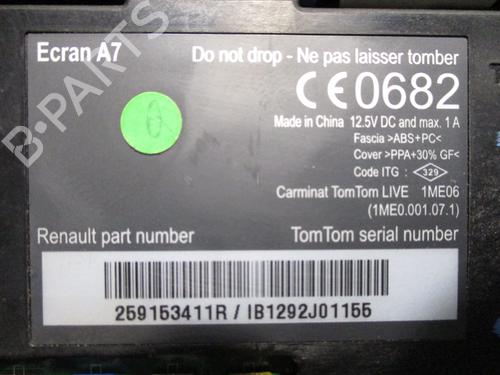 Ecran A7
Do not drop - Ne pas laisser tomber
CE0682
Made in China 12.5V DC and max. 1 A
Fascia >ABS+PC<
Cover >PPA+30% GF<
Code ITG : 329
Carminat TomTom LIVE 1ME06
(1ME0.001.07.1)
Renault part number
TomTom serial number
259153411R / IB1292J01155
B-PARTS